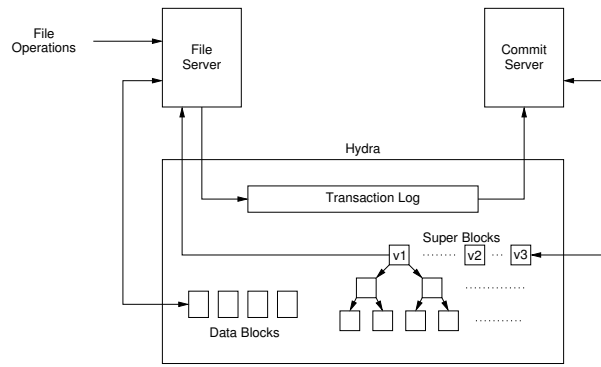 File
Operations
File
Server
Commit
Server
Hydra
Transaction Log
Super Blocks
v1
v2
v3
Data Blocks